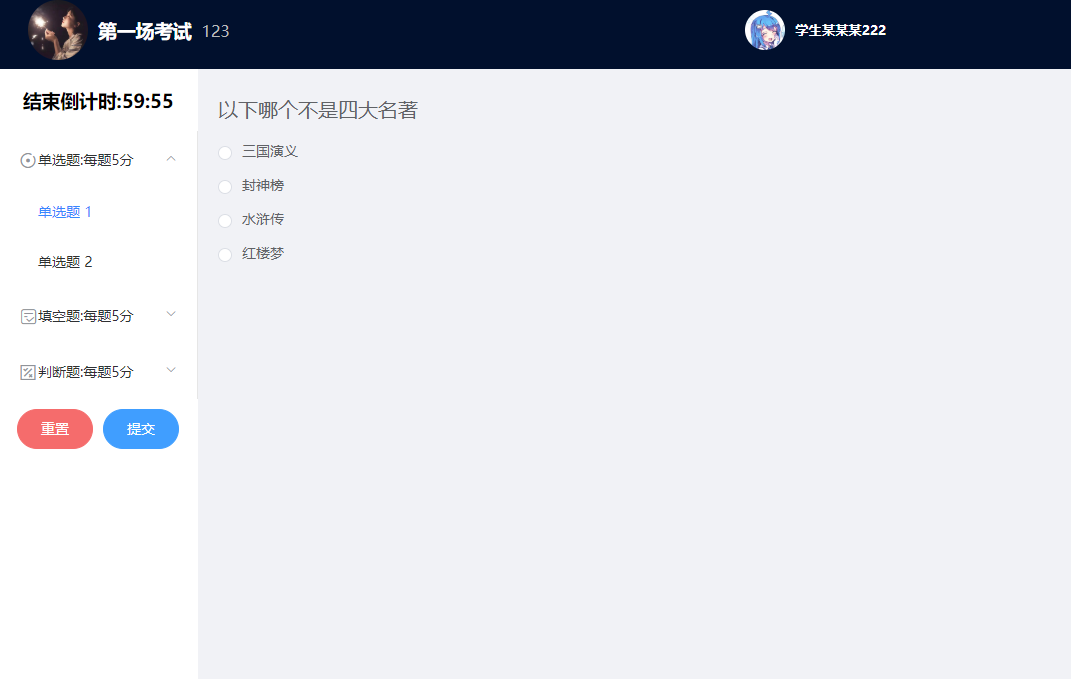 第一场考试 123
学生某某某222
结束倒计时:59:55
单选题:每题5分
单选题 1
单选题 2
填空题:每题5分
判断题:每题5分
重置 提交
以下哪个不是四大名著
三国演义
封神榜
水浒传
红楼梦